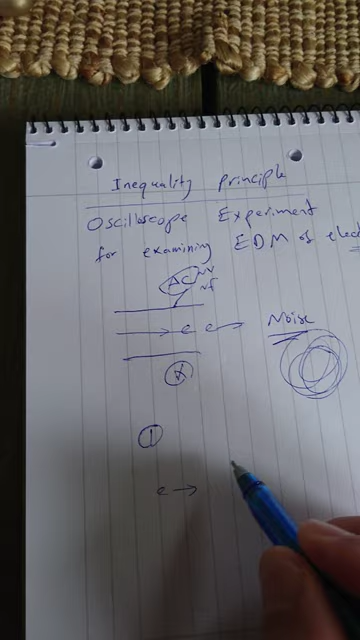 Inequality principle
Oscilloscope Experiment
for examining EDM of elec
AC
e e
Noise
1
e